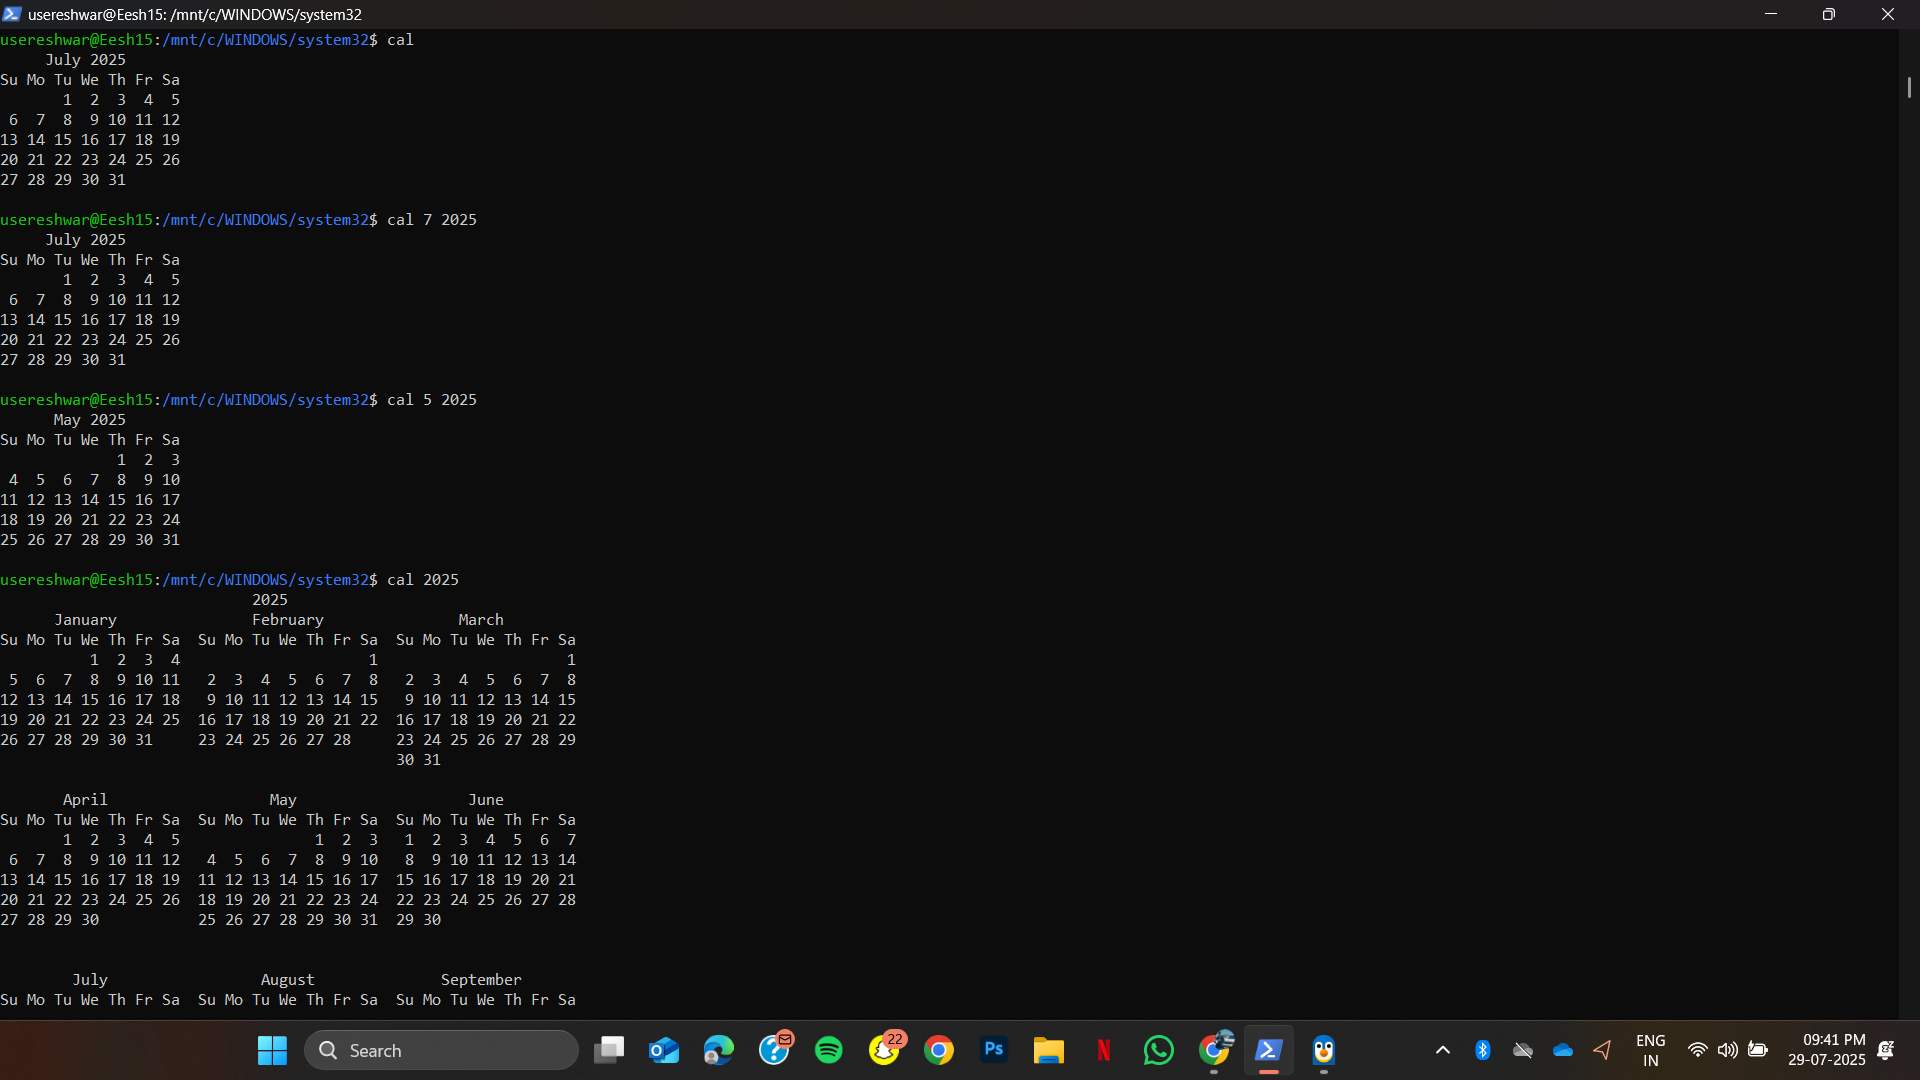 usereshwar@Eesh15: /mnt/c/WINDOWS/system32
usereshwar@Eesh15:/mnt/c/WINDOWS/system32$ cal
     July 2025
Su Mo Tu We Th Fr Sa
       1  2  3  4  5
 6  7  8  9 10 11 12
13 14 15 16 17 18 19
20 21 22 23 24 25 26
27 28 29 30 31
usereshwar@Eesh15:/mnt/c/WINDOWS/system32$ cal 7 2025
     July 2025
Su Mo Tu We Th Fr Sa
       1  2  3  4  5
 6  7  8  9 10 11 12
13 14 15 16 17 18 19
20 21 22 23 24 25 26
27 28 29 30 31
usereshwar@Eesh15:/mnt/c/WINDOWS/system32$ cal 5 2025
      May 2025
Su Mo Tu We Th Fr Sa
             1  2  3
 4  5  6  7  8  9 10
11 12 13 14 15 16 17
18 19 20 21 22 23 24
25 26 27 28 29 30 31
usereshwar@Eesh15:/mnt/c/WINDOWS/system32$ cal 2025
                            2025
      January               February               March
Su Mo Tu We Th Fr Sa  Su Mo Tu We Th Fr Sa  Su Mo Tu We Th Fr Sa
          1  2  3  4                     1                     1
 5  6  7  8  9 10 11   2  3  4  5  6  7  8   2  3  4  5  6  7  8
12 13 14 15 16 17 18   9 10 11 12 13 14 15   9 10 11 12 13 14 15
19 20 21 22 23 24 25  16 17 18 19 20 21 22  16 17 18 19 20 21 22
26 27 28 29 30 31     23 24 25 26 27 28     23 24 25 26 27 28 29
                                            30 31
       April                  May                   June
Su Mo Tu We Th Fr Sa  Su Mo Tu We Th Fr Sa  Su Mo Tu We Th Fr Sa
       1  2  3  4  5               1  2  3   1  2  3  4  5  6  7
 6  7  8  9 10 11 12   4  5  6  7  8  9 10   8  9 10 11 12 13 14
13 14 15 16 17 18 19  11 12 13 14 15 16 17  15 16 17 18 19 20 21
20 21 22 23 24 25 26  18 19 20 21 22 23 24  22 23 24 25 26 27 28
27 28 29 30           25 26 27 28 29 30 31  29 30
        July                 August              September
Su Mo Tu We Th Fr Sa  Su Mo Tu We Th Fr Sa  Su Mo Tu We Th Fr Sa
Search
22
Ps
ENG
IN
09:41 PM
29-07-2025